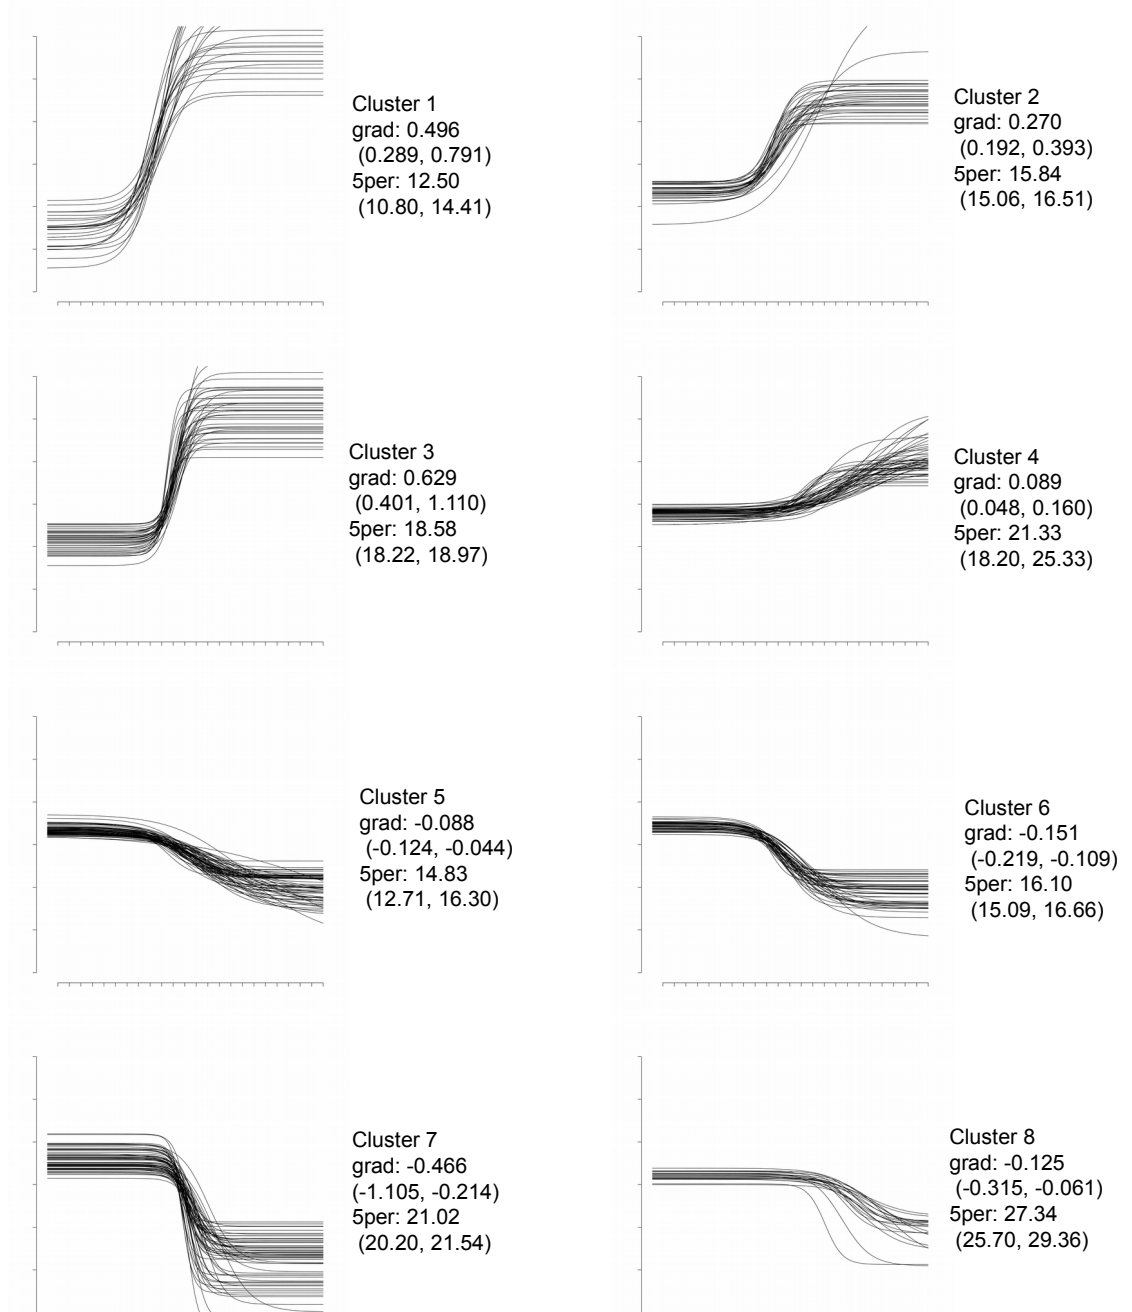 Cluster 1
grad: 0.496
(0.289, 0.791)
5per: 12.50
(10.80, 14.41)
Cluster 2
grad: 0.270
(0.192, 0.393)
5per: 15.84
(15.06, 16.51)
Cluster 3
grad: 0.629
(0.401, 1.110)
5per: 18.58
(18.22, 18.97)
Cluster 4
grad: 0.089
(0.048, 0.160)
5per: 21.33
(18.20, 25.33)
Cluster 5
grad: -0.088
(-0.124, -0.044)
5per: 14.83
(12.71, 16.30)
Cluster 6
grad: -0.151
(-0.219, -0.109)
5per: 16.10
(15.09, 16.66)
Cluster 7
grad: -0.466
(-1.105, -0.214)
5per: 21.02
(20.20, 21.54)
Cluster 8
grad: -0.125
(-0.315, -0.061)
5per: 27.34
(25.70, 29.36)